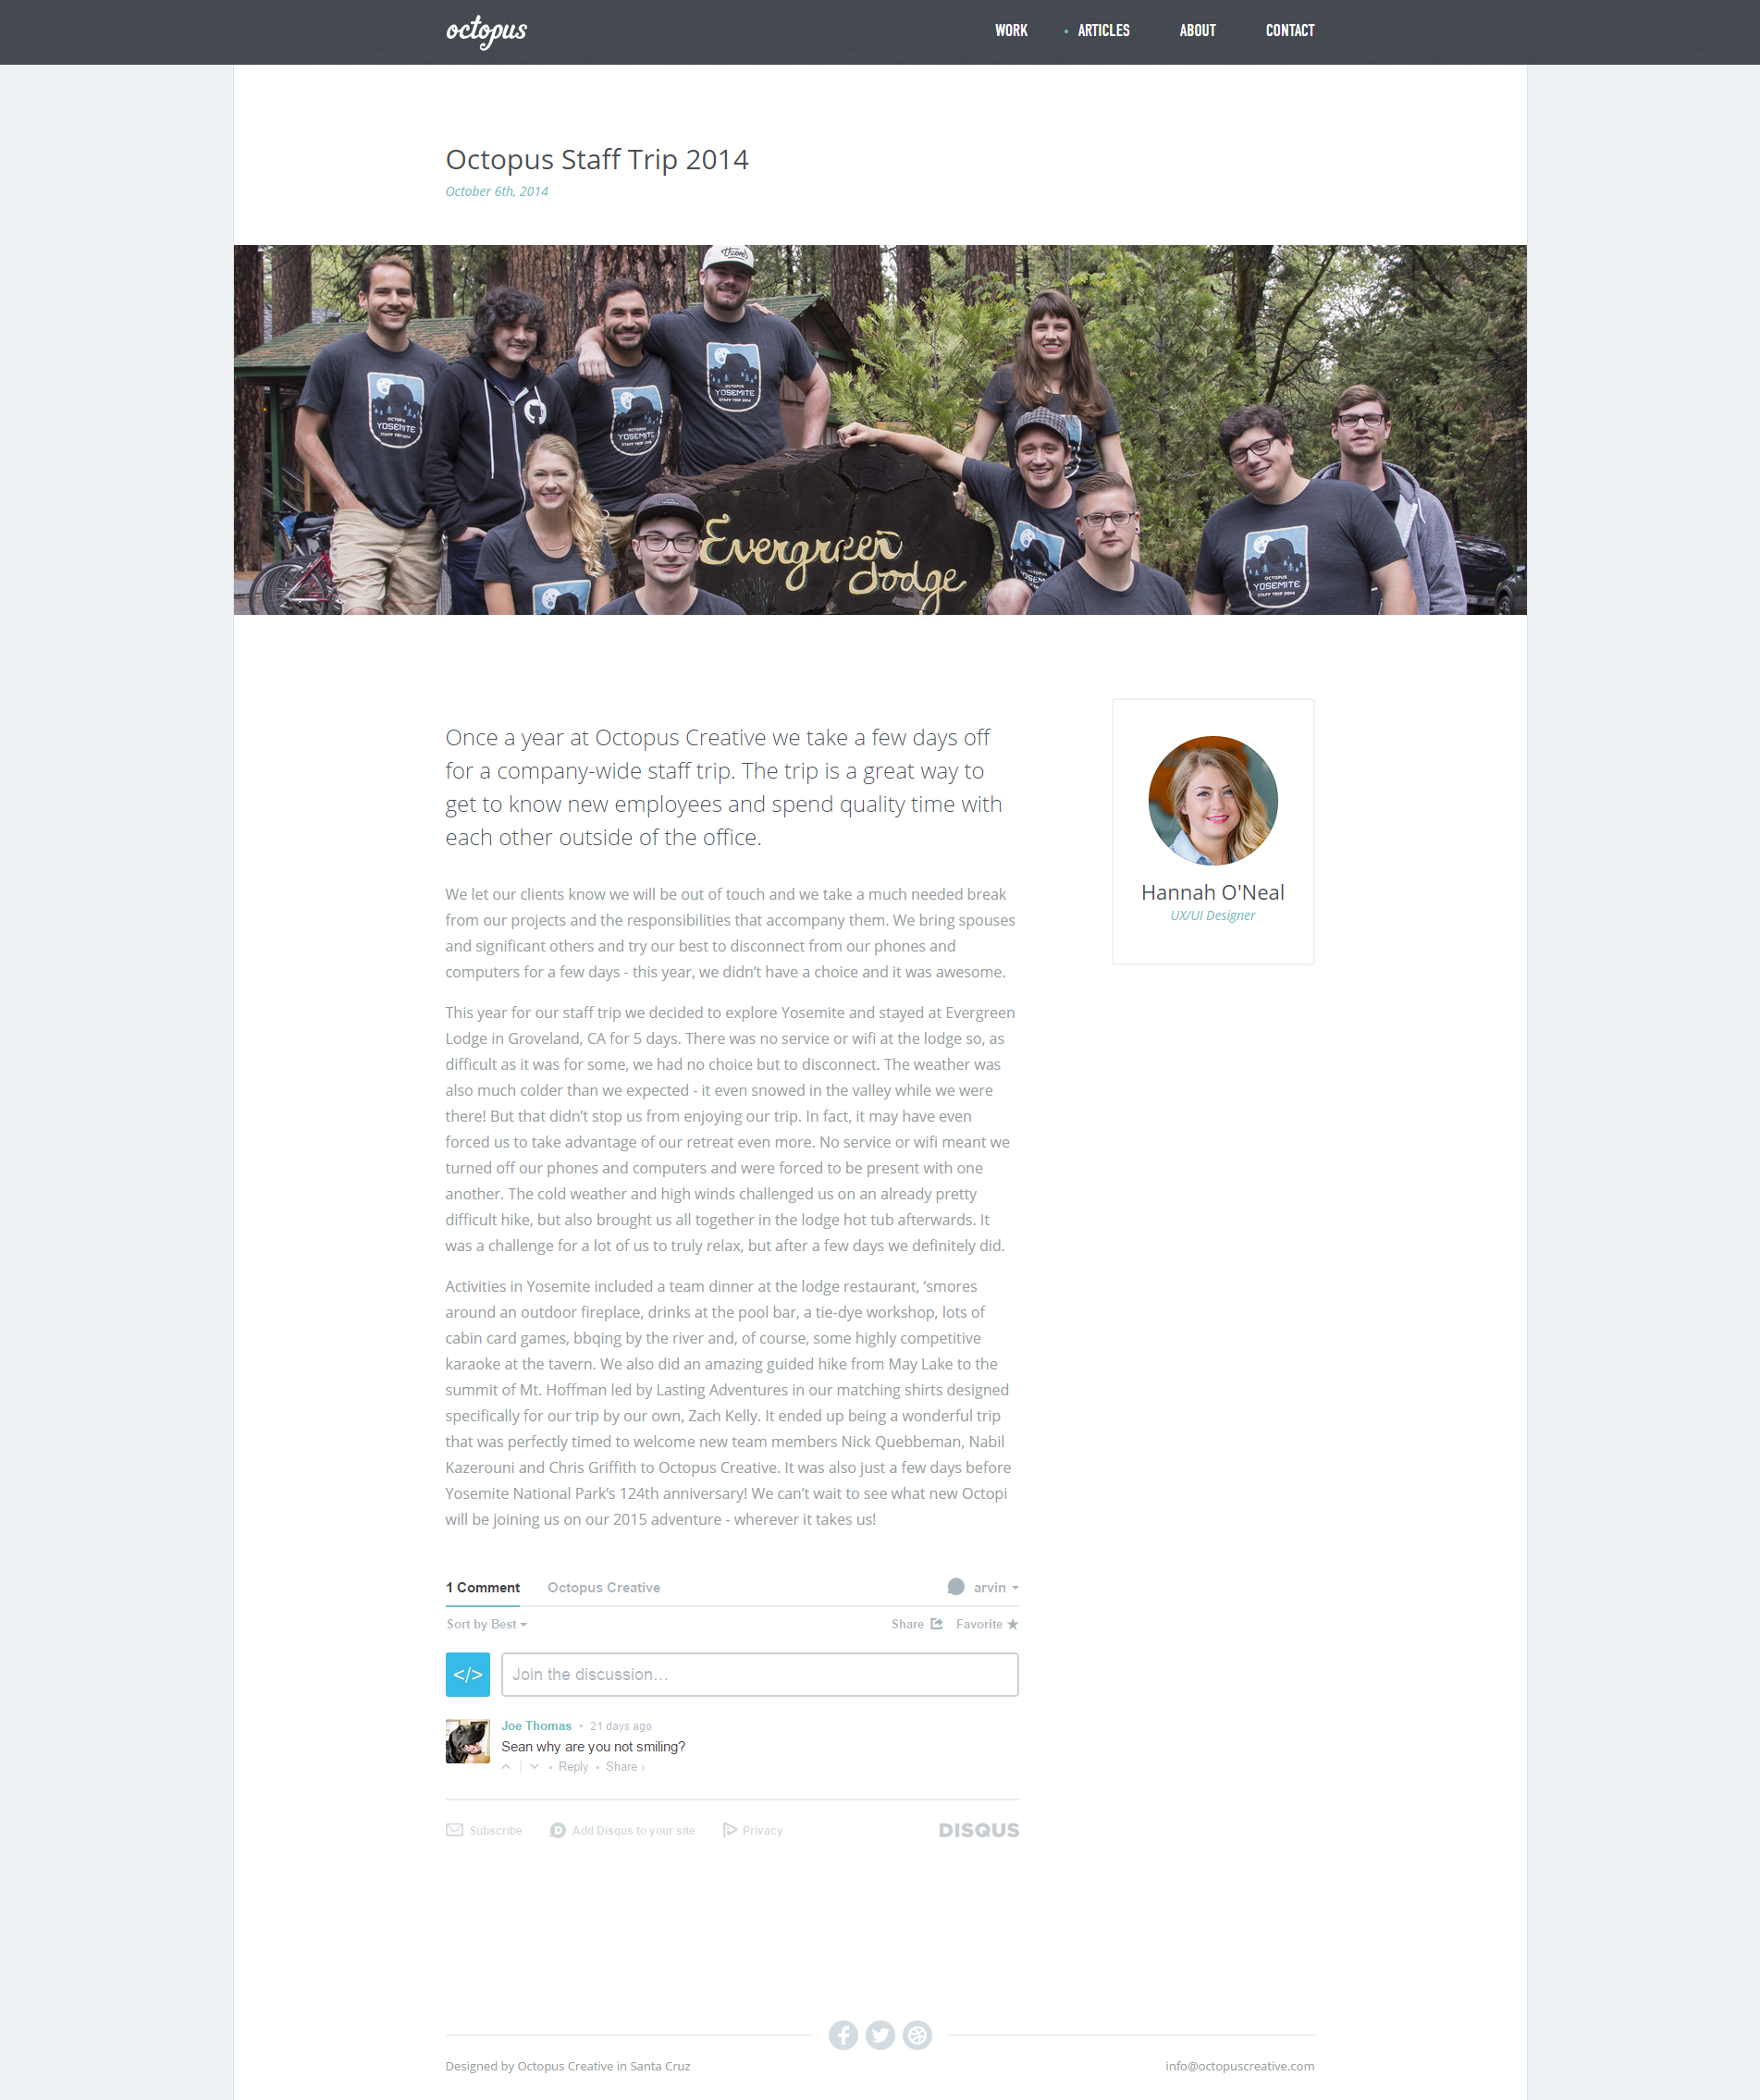 octopus
WORK • ARTICLES ABOUT CONTACT
Octopus Staff Trip 2014
October 6th, 2014
thrive
OCTOPUS
YOSEMITE
STAFF TRIP 2014
OCTOPUS
YOSEMITE
STAFF TRIP 2014
OCTOPUS
YOSEMITE
STAFF TRIP 2014
Evergreen
Lodge
OCTOPUS
YOSEMITE
STAFF TRIP 2014
Once a year at Octopus Creative we take a few days off
for a company-wide staff trip. The trip is a great way to
get to know new employees and spend quality time with
each other outside of the office.
Hannah O'Neal
UX/UI Designer
We let our clients know we will be out of touch and we take a much needed break
from our projects and the responsibilities that accompany them. We bring spouses
and significant others and try our best to disconnect from our phones and
computers for a few days - this year, we didn’t have a choice and it was awesome.
This year for our staff trip we decided to explore Yosemite and stayed at Evergreen
Lodge in Groveland, CA for 5 days. There was no service or wifi at the lodge so, as
difficult as it was for some, we had no choice but to disconnect. The weather was
also much colder than we expected - it even snowed in the valley while we were
there! But that didn’t stop us from enjoying our trip. In fact, it may have even
forced us to take advantage of our retreat even more. No service or wifi meant we
turned off our phones and computers and were forced to be present with one
another. The cold weather and high winds challenged us on an already pretty
difficult hike, but also brought us all together in the lodge hot tub afterwards. It
was a challenge for a lot of us to truly relax, but after a few days we definitely did.
Activities in Yosemite included a team dinner at the lodge restaurant, ‘smores
around an outdoor fireplace, drinks at the pool bar, a tie-dye workshop, lots of
cabin card games, bbqing by the river and, of course, some highly competitive
karaoke at the tavern. We also did an amazing guided hike from May Lake to the
summit of Mt. Hoffman led by Lasting Adventures in our matching shirts designed
specifically for our trip by our own, Zach Kelly. It ended up being a wonderful trip
that was perfectly timed to welcome new team members Nick Quebbeman, Nabil
Kazerouni and Chris Griffith to Octopus Creative. It was also just a few days before
Yosemite National Park’s 124th anniversary! We can’t wait to see what new Octopi
will be joining us on our 2015 adventure - wherever it takes us!
1 Comment Octopus Creative arvin
Sort by Best Share Favorite
</> Join the discussion…
Joe Thomas • 21 days ago
Sean why are you not smiling?
• Reply • Share ›
Subscribe Add Disqus to your site Privacy DISQUS
Designed by Octopus Creative in Santa Cruz info@octopuscreative.com